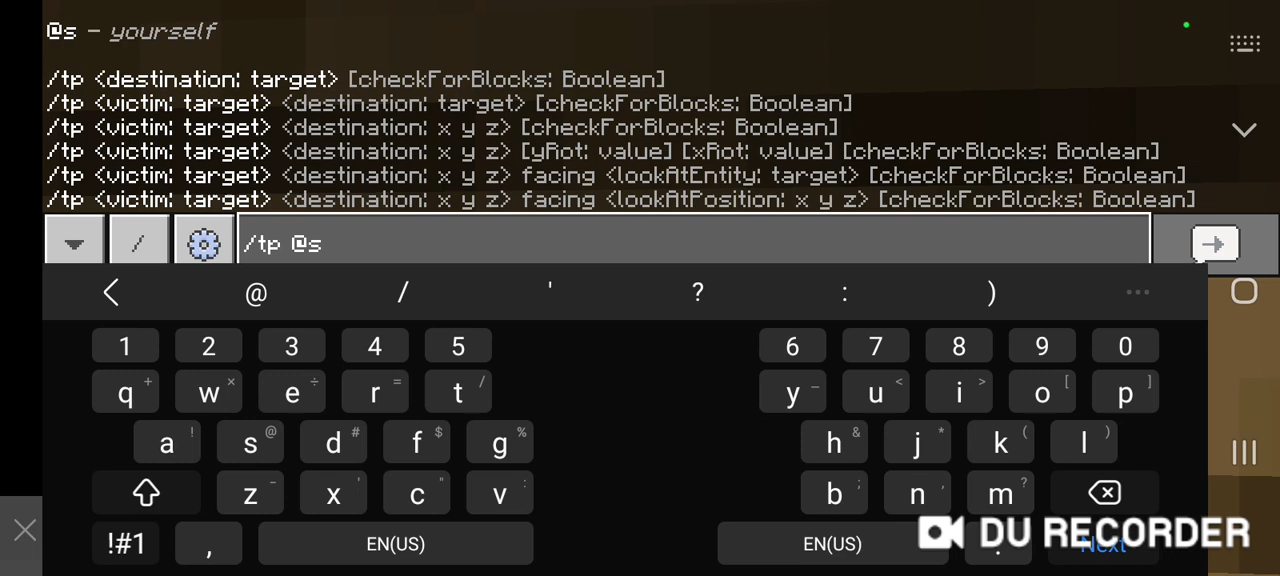 @s – yourself
/tp <destination: target> [checkForBlocks: Boolean]
/tp <victim: target> <destination: target> [checkForBlocks: Boolean]
/tp <victim: target> <destination: x y z> [checkForBlocks: Boolean]
/tp <victim: target> <destination: x y z> [yRot: value] [xRot: value] [checkForBlocks: Boolean]
/tp <victim: target> <destination: x y z> facing <lookAtEntity: target> [checkForBlocks: Boolean]
/tp <victim: target> <destination: x y z> facing <lookAtPosition: x y z> [checkForBlocks: Boolean]
/ /tp @s
@ / ' ? : ) ...
1 2 3 4 5 6 7 8 9 0
q + w × e ÷ r = t / y _ u < i > o [ p ]
a ! s @ d # f $ g % h & j * k ( l )
z - x ' c " v : b ; n , m ?
!#1 , EN(US) EN(US) . Next
DU RECORDER